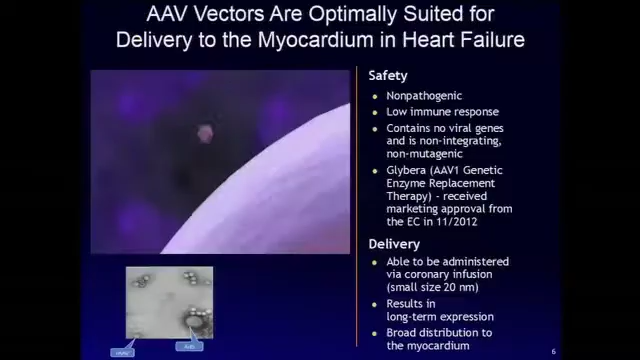 AAV Vectors Are Optimally Suited for
Delivery to the Myocardium in Heart Failure
Safety
Nonpathogenic
Low immune response
Contains no viral genes
and is non-integrating,
non-mutagenic
Glybera (AAV1 Genetic
Enzyme Replacement
Therapy) - received
marketing approval from
the EC in 11/2012
Delivery
Able to be administered
via coronary infusion
(small size 20 nm)
Results in
long-term expression
Broad distribution to
the myocardium
6